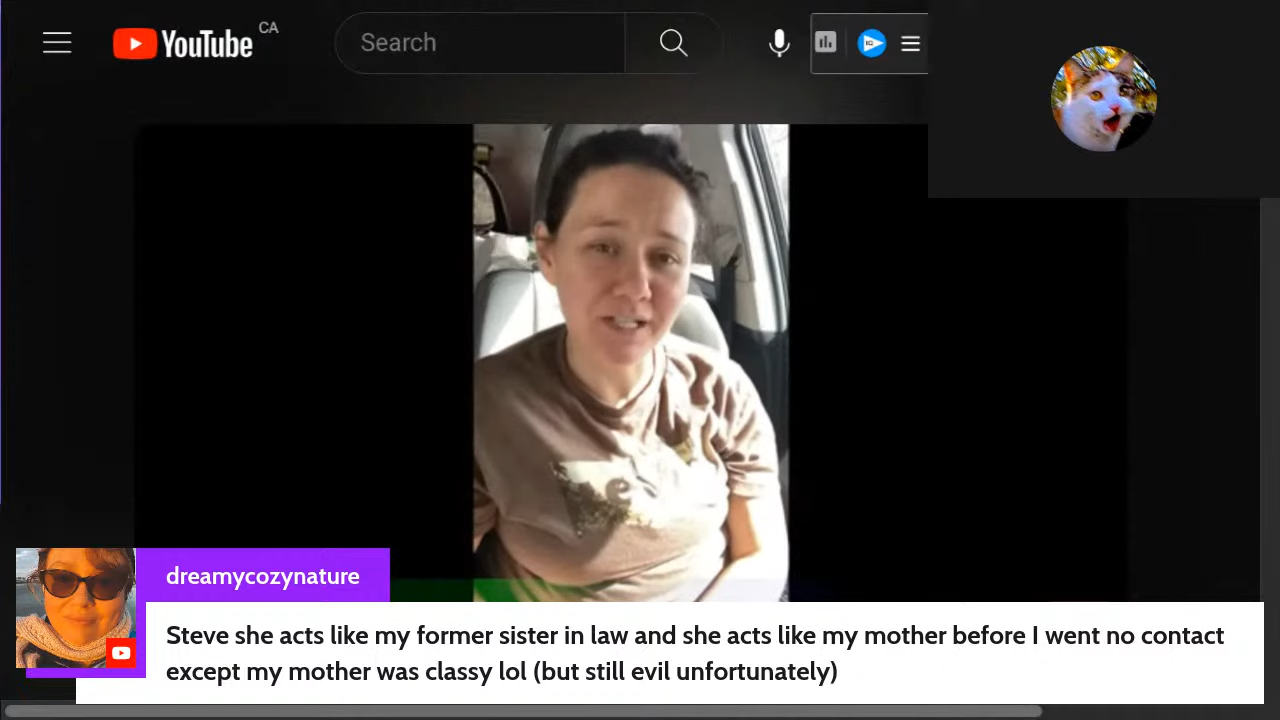 YouTube CA
Search
dreamycozynature
Steve she acts like my former sister in law and she acts like my mother before I went no contact
except my mother was classy lol (but still evil unfortunately)